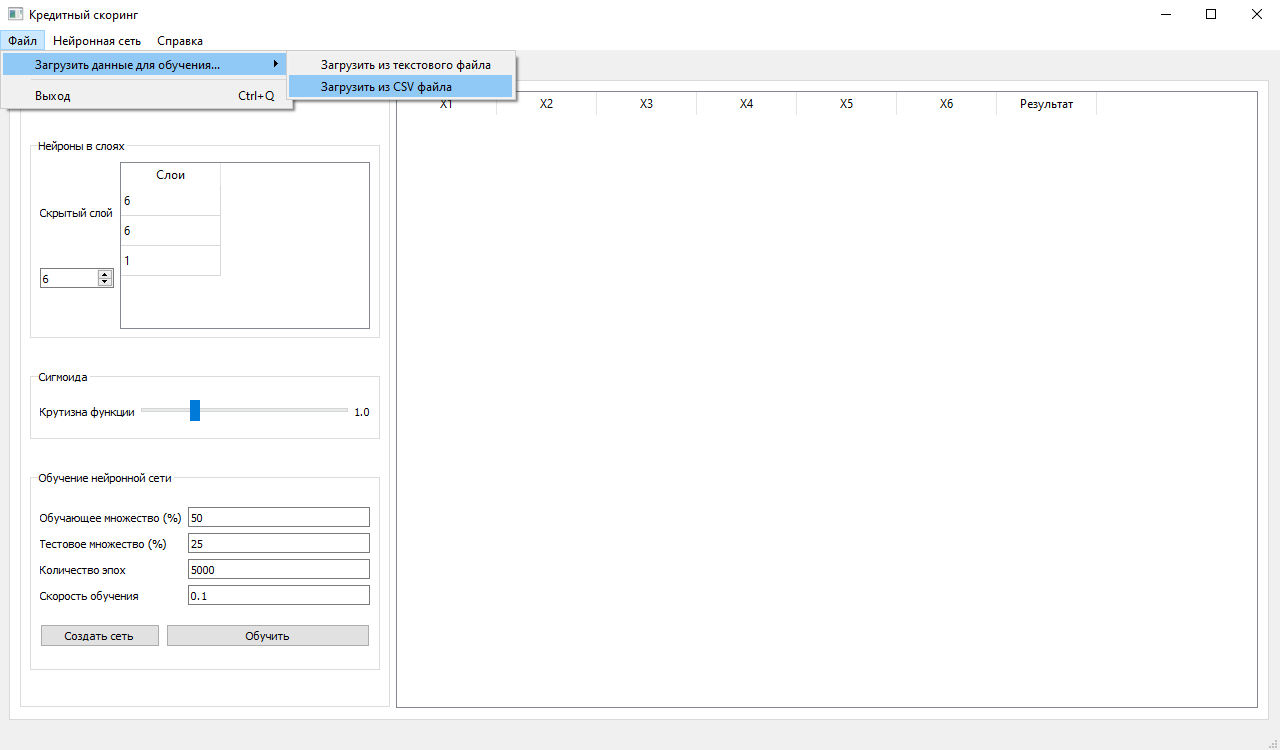 Кредитный скоринг
Файл Нейронная сеть Справка
Загрузить данные для обучения...
Выход Ctrl+Q
Загрузить из текстового файла
Загрузить из CSV файла
X1 X2 X3 X4 X5 X6 Результат
Нейроны в слоях
Слои
Скрытый слой
6
6
6
1
Сигмоида
Крутизна функции 1.0
Обучение нейронной сети
Обучающее множество (%) 50
Тестовое множество (%) 25
Количество эпох 5000
Скорость обучения 0.1
Создать сеть Обучить